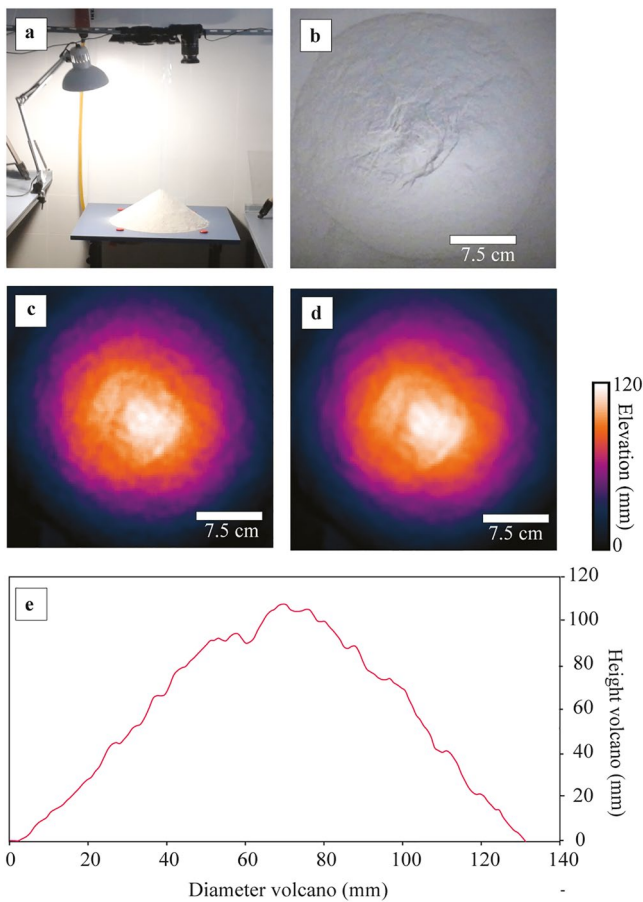 a
b
7.5 cm
c
d
7.5 cm
7.5 cm
120
Elevation (mm)
0
e
120
100
80
60
40
20
0
Height volcano (mm)
0 20 40 60 80 100 120 140
Diameter volcano (mm)
-